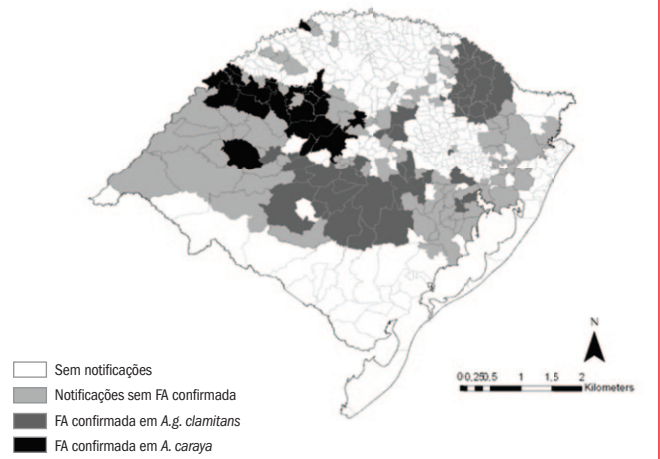 N
0 0,25 0,5 1 1,5 2
Kilometers
Sem notificações
Notificações sem FA confirmada
FA confirmada em A.g. clamitans
FA confirmada em A. caraya